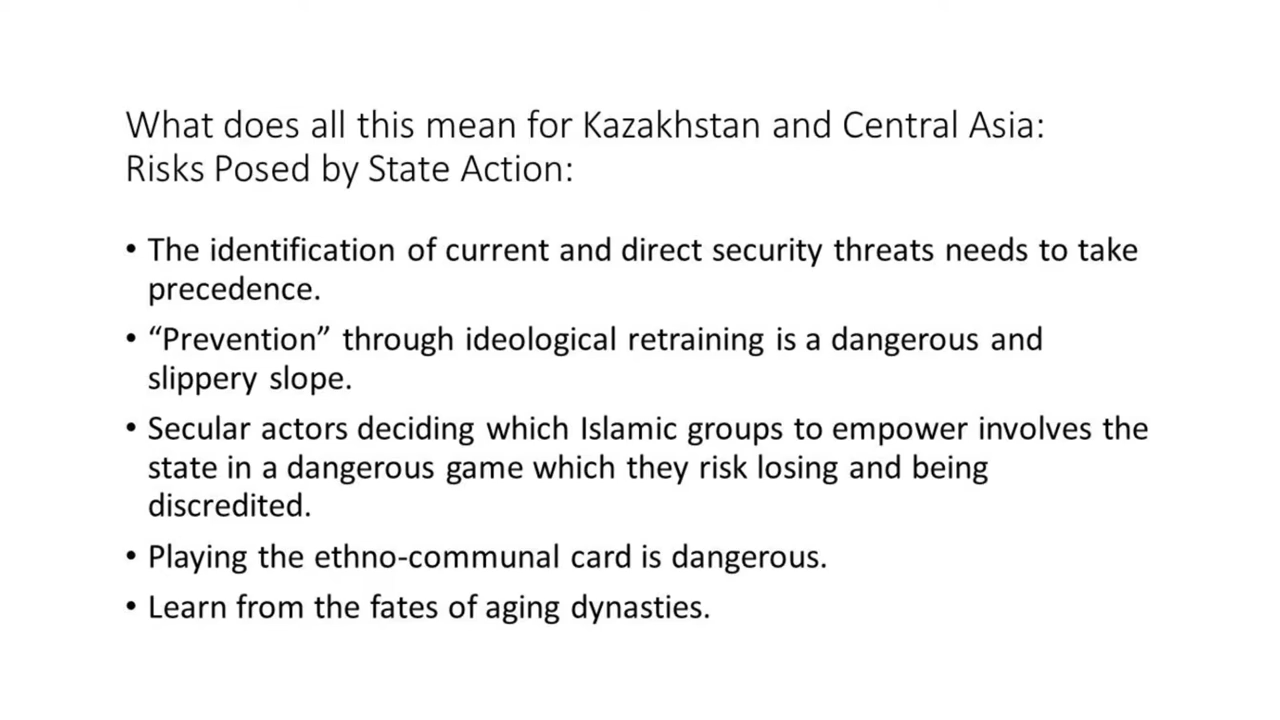 What does all this mean for Kazakhstan and Central Asia:
Risks Posed by State Action:
• The identification of current and direct security threats needs to take
precedence.
• “Prevention” through ideological retraining is a dangerous and
slippery slope.
• Secular actors deciding which Islamic groups to empower involves the
state in a dangerous game which they risk losing and being
discredited.
• Playing the ethno-communal card is dangerous.
• Learn from the fates of aging dynasties.